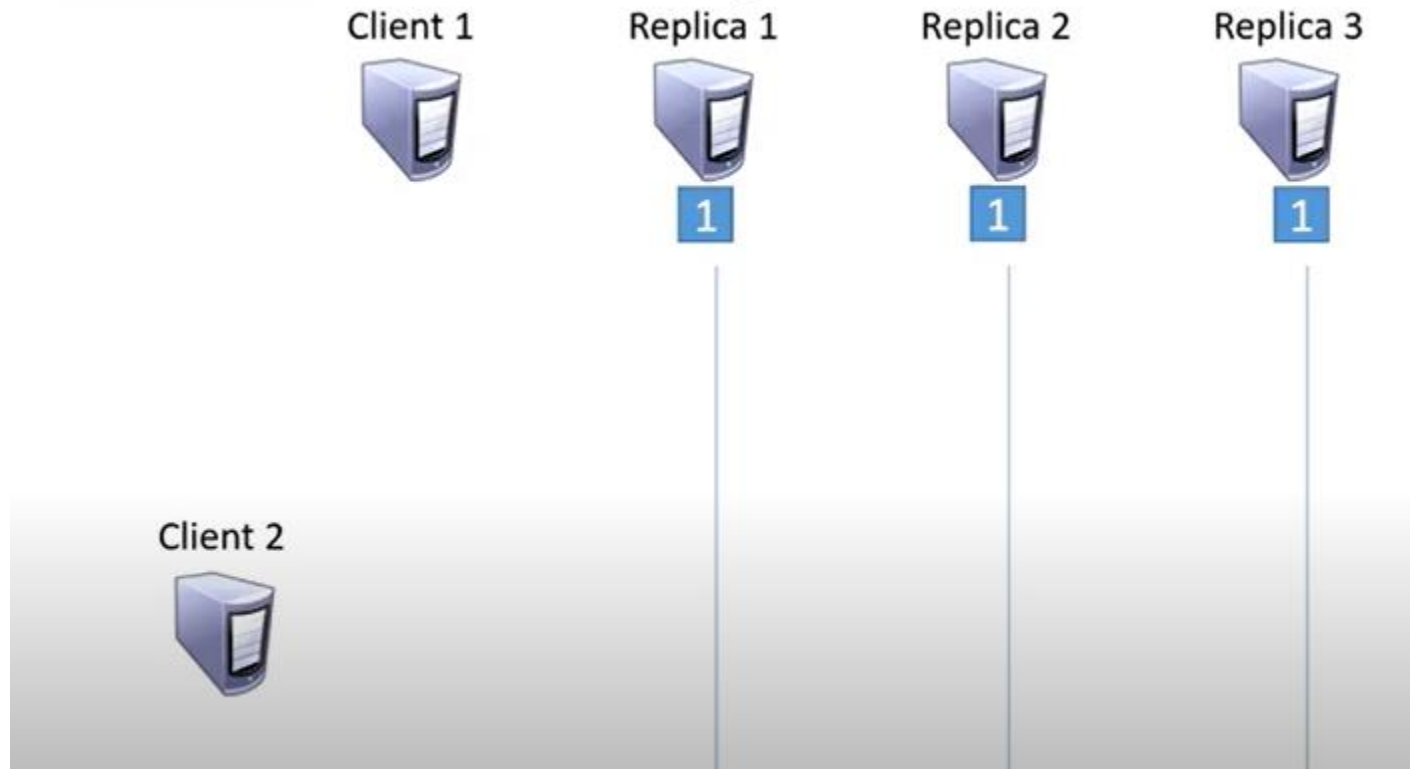 Client 1
Replica 1
Replica 2
Replica 3
1
1
1
Client 2